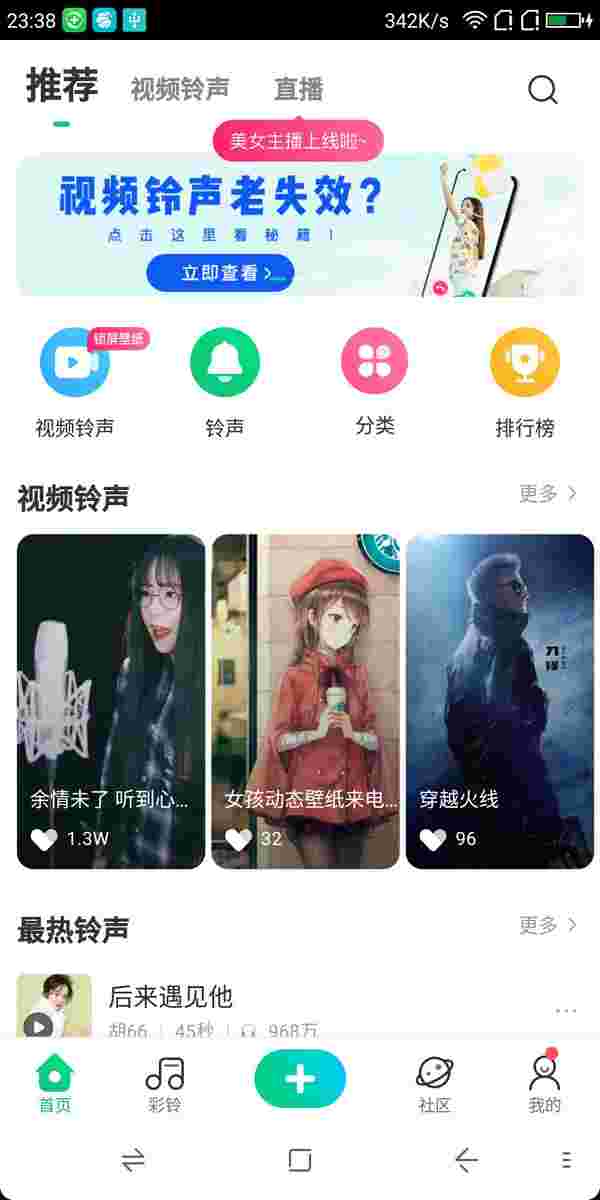 23:38
中
342K/s
推荐
视频铃声
直播
美女主播上线啦~
视频铃声老失效?
点击这里看秘籍!
立即查看
锁屏壁纸
视频铃声
铃声
分类
排行榜
视频铃声
更多
余情未了 听到心...
1.3W
女孩动态壁纸来电...
32
穿越火线
96
最热铃声
更多
后来遇见他
胡66
45秒
968万
首页
彩铃
社区
我的